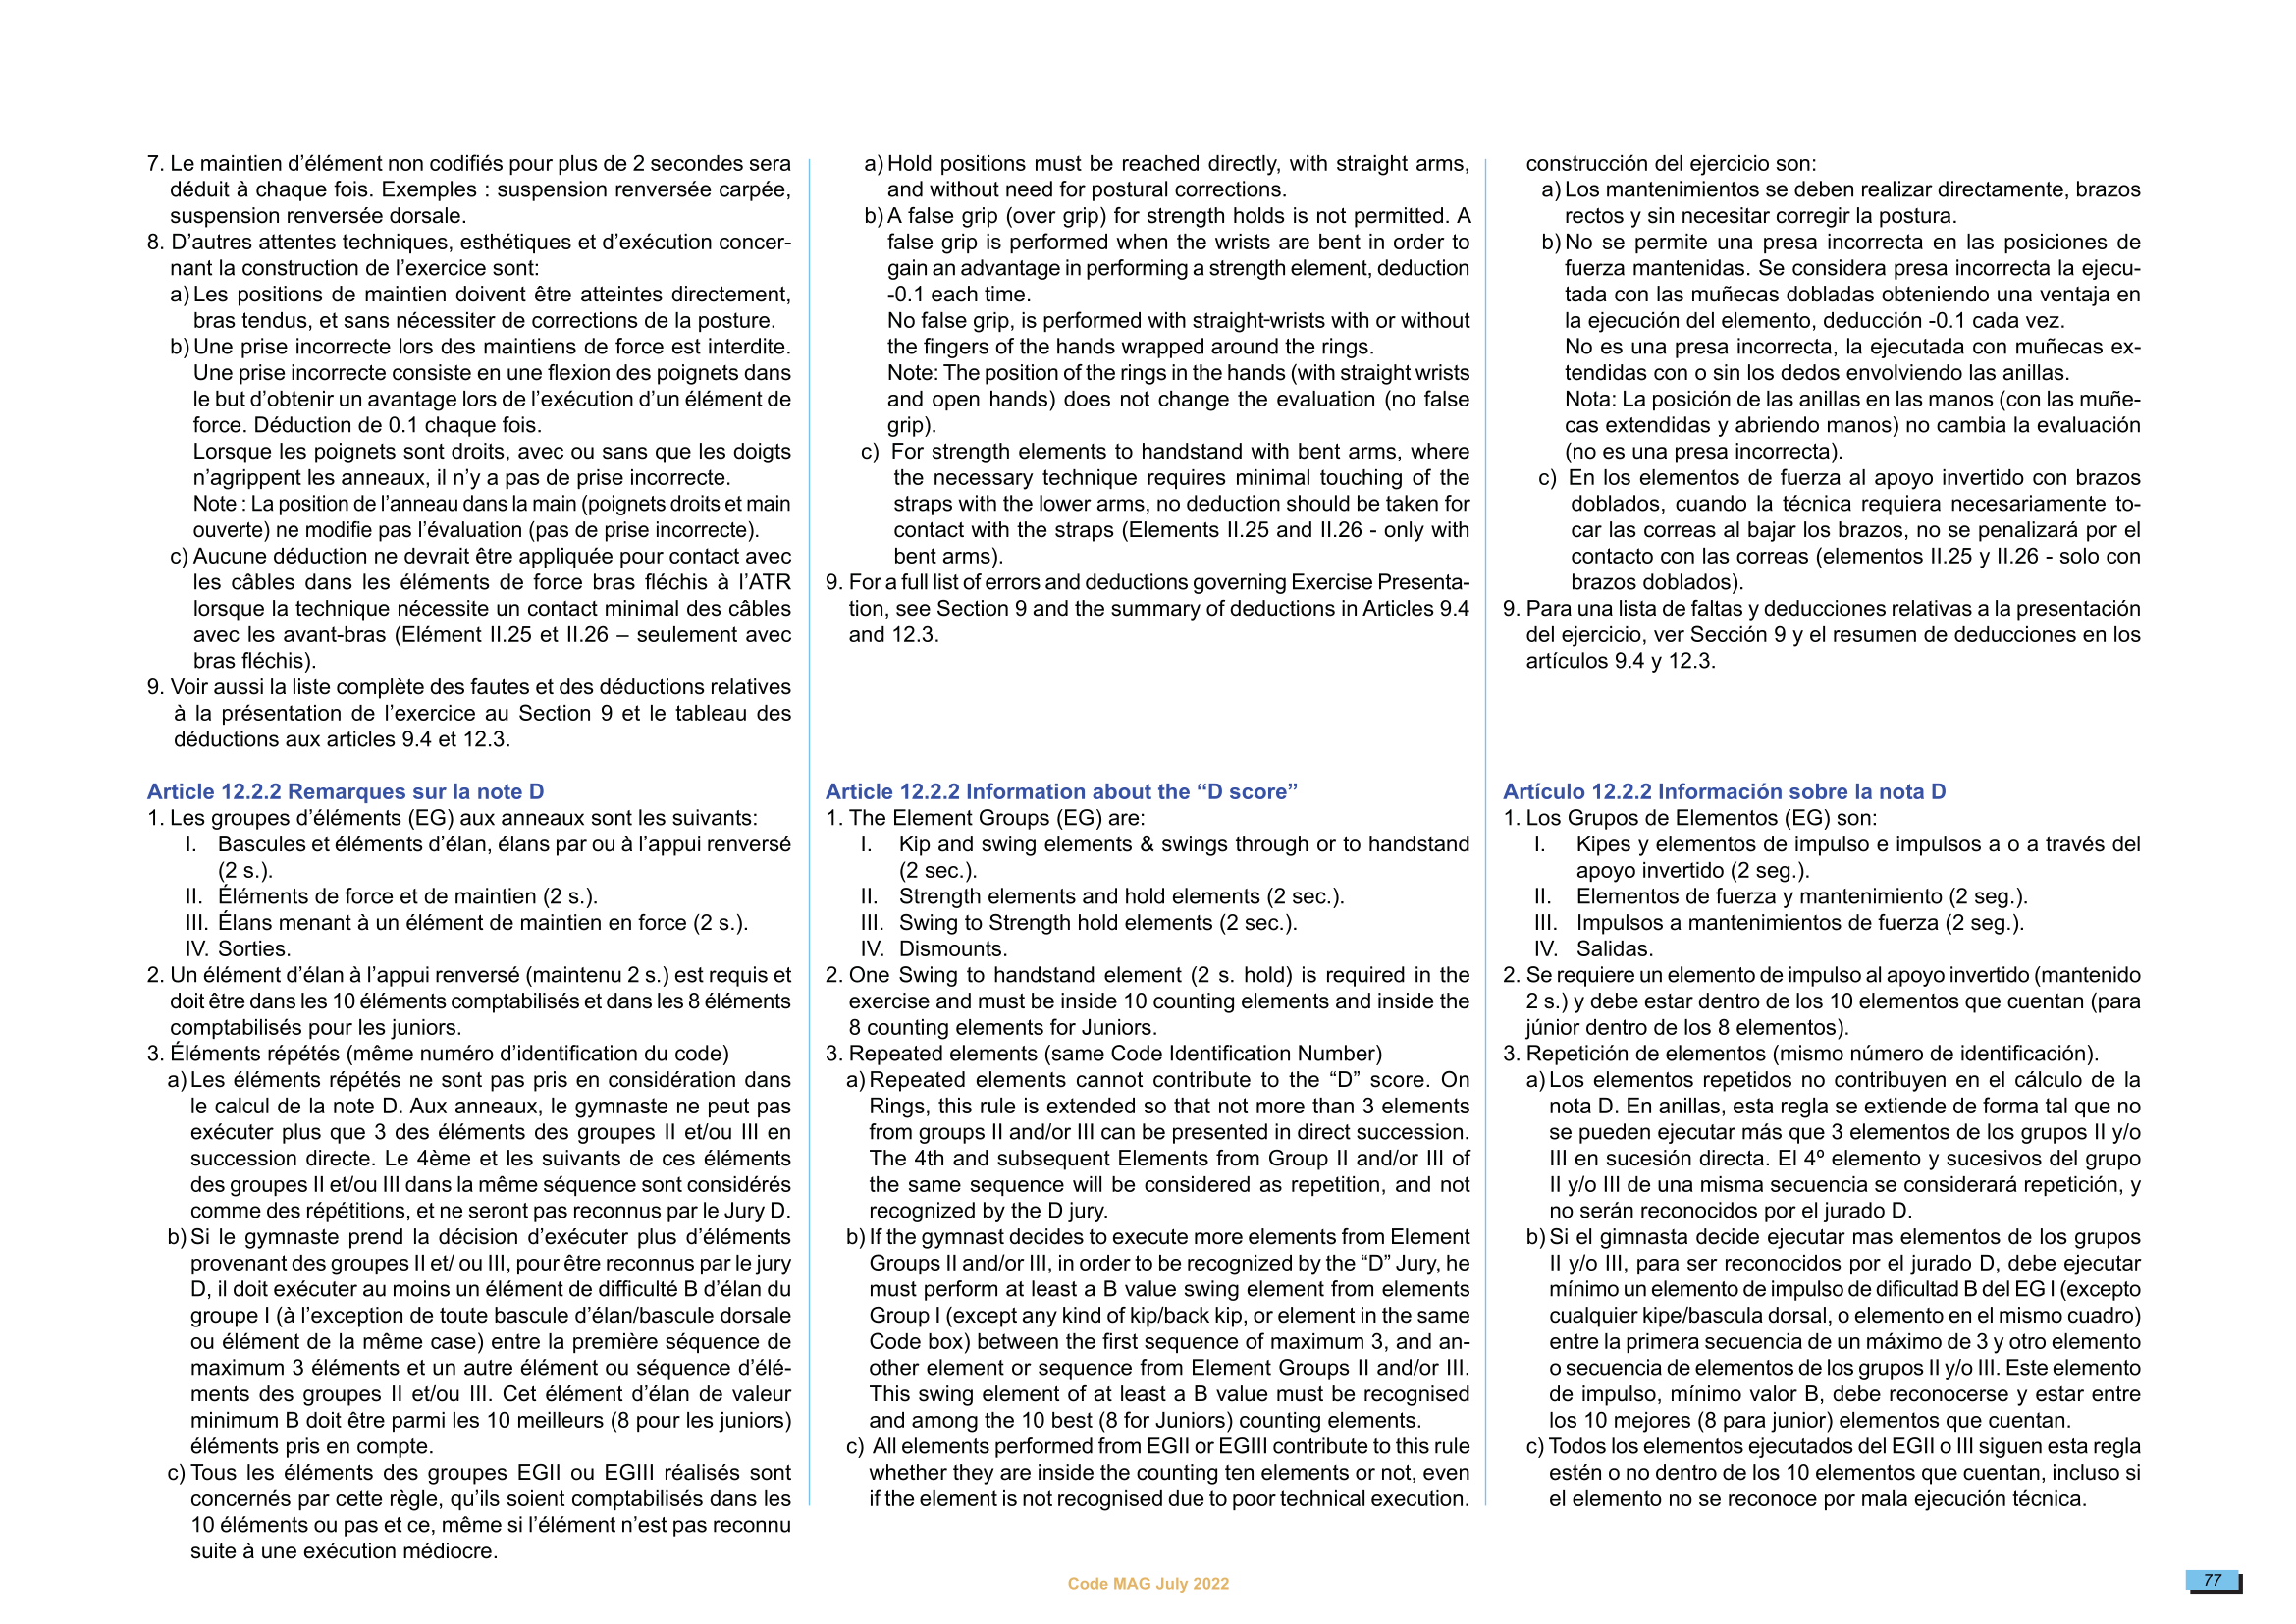 7. Le maintien d’élément non codifiés pour plus de 2 secondes sera
déduit à chaque fois. Exemples : suspension renversée carpée,
suspension renversée dorsale.
8. D’autres attentes techniques, esthétiques et d’exécution concer-
nant la construction de l’exercice sont:
a) Les positions de maintien doivent être atteintes directement,
bras tendus, et sans nécessiter de corrections de la posture.
b) Une prise incorrecte lors des maintiens de force est interdite.
Une prise incorrecte consiste en une flexion des poignets dans
le but d’obtenir un avantage lors de l’exécution d’un élément de
force. Déduction de 0.1 chaque fois.
Lorsque les poignets sont droits, avec ou sans que les doigts
n’agrippent les anneaux, il n’y a pas de prise incorrecte.
Note : La position de l’anneau dans la main (poignets droits et main
ouverte) ne modifie pas l’évaluation (pas de prise incorrecte).
c) Aucune déduction ne devrait être appliquée pour contact avec
les câbles dans les éléments de force bras fléchis à l’ATR
lorsque la technique nécessite un contact minimal des câbles
avec les avant-bras (Elément II.25 et II.26 – seulement avec
bras fléchis).
9. Voir aussi la liste complète des fautes et des déductions relatives
à la présentation de l’exercice au Section 9 et le tableau des
déductions aux articles 9.4 et 12.3.
Article 12.2.2 Remarques sur la note D
1. Les groupes d’éléments (EG) aux anneaux sont les suivants:
I. Bascules et éléments d’élan, élans par ou à l’appui renversé
(2 s.).
II. Éléments de force et de maintien (2 s.).
III. Élans menant à un élément de maintien en force (2 s.).
IV. Sorties.
2. Un élément d’élan à l’appui renversé (maintenu 2 s.) est requis et
doit être dans les 10 éléments comptabilisés et dans les 8 éléments
comptabilisés pour les juniors.
3. Éléments répétés (même numéro d’identification du code)
a) Les éléments répétés ne sont pas pris en considération dans
le calcul de la note D. Aux anneaux, le gymnaste ne peut pas
exécuter plus que 3 des éléments des groupes II et/ou III en
succession directe. Le 4ème et les suivants de ces éléments
des groupes II et/ou III dans la même séquence sont considérés
comme des répétitions, et ne seront pas reconnus par le Jury D.
b) Si le gymnaste prend la décision d’exécuter plus d’éléments
provenant des groupes II et/ ou III, pour être reconnus par le jury
D, il doit exécuter au moins un élément de difficulté B d’élan du
groupe I (à l’exception de toute bascule d’élan/bascule dorsale
ou élément de la même case) entre la première séquence de
maximum 3 éléments et un autre élément ou séquence d’élé-
ments des groupes II et/ou III. Cet élément d’élan de valeur
minimum B doit être parmi les 10 meilleurs (8 pour les juniors)
éléments pris en compte.
c) Tous les éléments des groupes EGII ou EGIII réalisés sont
concernés par cette règle, qu’ils soient comptabilisés dans les
10 éléments ou pas et ce, même si l’élément n’est pas reconnu
suite à une exécution médiocre.
a) Hold positions must be reached directly, with straight arms,
and without need for postural corrections.
b) A false grip (over grip) for strength holds is not permitted. A
false grip is performed when the wrists are bent in order to
gain an advantage in performing a strength element, deduction
-0.1 each time.
No false grip, is performed with straight-wrists with or without
the fingers of the hands wrapped around the rings.
Note: The position of the rings in the hands (with straight wrists
and open hands) does not change the evaluation (no false
grip).
c) For strength elements to handstand with bent arms, where
the necessary technique requires minimal touching of the
straps with the lower arms, no deduction should be taken for
contact with the straps (Elements II.25 and II.26 - only with
bent arms).
9. For a full list of errors and deductions governing Exercise Presenta-
tion, see Section 9 and the summary of deductions in Articles 9.4
and 12.3.
Article 12.2.2 Information about the “D score”
1. The Element Groups (EG) are:
I. Kip and swing elements & swings through or to handstand
(2 sec.).
II. Strength elements and hold elements (2 sec.).
III. Swing to Strength hold elements (2 sec.).
IV. Dismounts.
2. One Swing to handstand element (2 s. hold) is required in the
exercise and must be inside 10 counting elements and inside the
8 counting elements for Juniors.
3. Repeated elements (same Code Identification Number)
a) Repeated elements cannot contribute to the “D” score. On
Rings, this rule is extended so that not more than 3 elements
from groups II and/or III can be presented in direct succession.
The 4th and subsequent Elements from Group II and/or III of
the same sequence will be considered as repetition, and not
recognized by the D jury.
b) If the gymnast decides to execute more elements from Element
Groups II and/or III, in order to be recognized by the “D” Jury, he
must perform at least a B value swing element from elements
Group I (except any kind of kip/back kip, or element in the same
Code box) between the first sequence of maximum 3, and an-
other element or sequence from Element Groups II and/or III.
This swing element of at least a B value must be recognised
and among the 10 best (8 for Juniors) counting elements.
c) All elements performed from EGII or EGIII contribute to this rule
whether they are inside the counting ten elements or not, even
if the element is not recognised due to poor technical execution.
construcción del ejercicio son:
a) Los mantenimientos se deben realizar directamente, brazos
rectos y sin necesitar corregir la postura.
b) No se permite una presa incorrecta en las posiciones de
fuerza mantenidas. Se considera presa incorrecta la ejecu-
tada con las muñecas dobladas obteniendo una ventaja en
la ejecución del elemento, deducción -0.1 cada vez.
No es una presa incorrecta, la ejecutada con muñecas ex-
tendidas con o sin los dedos envolviendo las anillas.
Nota: La posición de las anillas en las manos (con las muñe-
cas extendidas y abriendo manos) no cambia la evaluación
(no es una presa incorrecta).
c) En los elementos de fuerza al apoyo invertido con brazos
doblados, cuando la técnica requiera necesariamente to-
car las correas al bajar los brazos, no se penalizará por el
contacto con las correas (elementos II.25 y II.26 - solo con
brazos doblados).
9. Para una lista de faltas y deducciones relativas a la presentación
del ejercicio, ver Sección 9 y el resumen de deducciones en los
artículos 9.4 y 12.3.
Artículo 12.2.2 Información sobre la nota D
1. Los Grupos de Elementos (EG) son:
I. Kipes y elementos de impulso e impulsos a o a través del
apoyo invertido (2 seg.).
II. Elementos de fuerza y mantenimiento (2 seg.).
III. Impulsos a mantenimientos de fuerza (2 seg.).
IV. Salidas.
2. Se requiere un elemento de impulso al apoyo invertido (mantenido
2 s.) y debe estar dentro de los 10 elementos que cuentan (para
júnior dentro de los 8 elementos).
3. Repetición de elementos (mismo número de identificación).
a) Los elementos repetidos no contribuyen en el cálculo de la
nota D. En anillas, esta regla se extiende de forma tal que no
se pueden ejecutar más que 3 elementos de los grupos II y/o
III en sucesión directa. El 4º elemento y sucesivos del grupo
II y/o III de una misma secuencia se considerará repetición, y
no serán reconocidos por el jurado D.
b) Si el gimnasta decide ejecutar mas elementos de los grupos
II y/o III, para ser reconocidos por el jurado D, debe ejecutar
mínimo un elemento de impulso de dificultad B del EG I (excepto
cualquier kipe/bascula dorsal, o elemento en el mismo cuadro)
entre la primera secuencia de un máximo de 3 y otro elemento
o secuencia de elementos de los grupos II y/o III. Este elemento
de impulso, mínimo valor B, debe reconocerse y estar entre
los 10 mejores (8 para junior) elementos que cuentan.
c) Todos los elementos ejecutados del EGII o III siguen esta regla
estén o no dentro de los 10 elementos que cuentan, incluso si
el elemento no se reconoce por mala ejecución técnica.
Code MAG July 2022
77